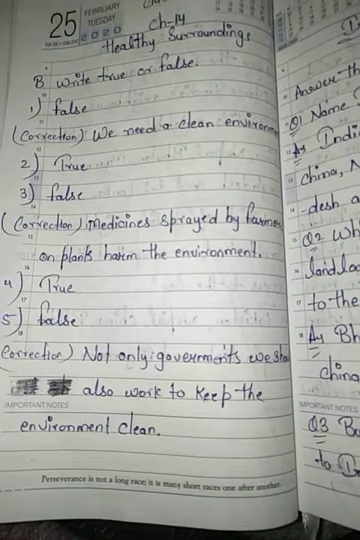 25 FEBRUARY
TUESDAY
2020
Ch-14
Healthy Surroundings
B Write true or false.
1) false
(Correction) We need a clean environm
2) True
3) false
(Correction) Medicines sprayed by farme
on plants harm the environment.
4) True
5) false
Correction) Not only governments we sho
also work to keep the
IMPORTANT NOTES
environment clean.
Perseverance is not a long race; it is many short races one after another.
Answer th
Q1 Name
Ans Indi
China, N
desh a
Q2 Wh
landloc
to the
Ans Bh
China
IMPORTANT NOTES
Q3
to